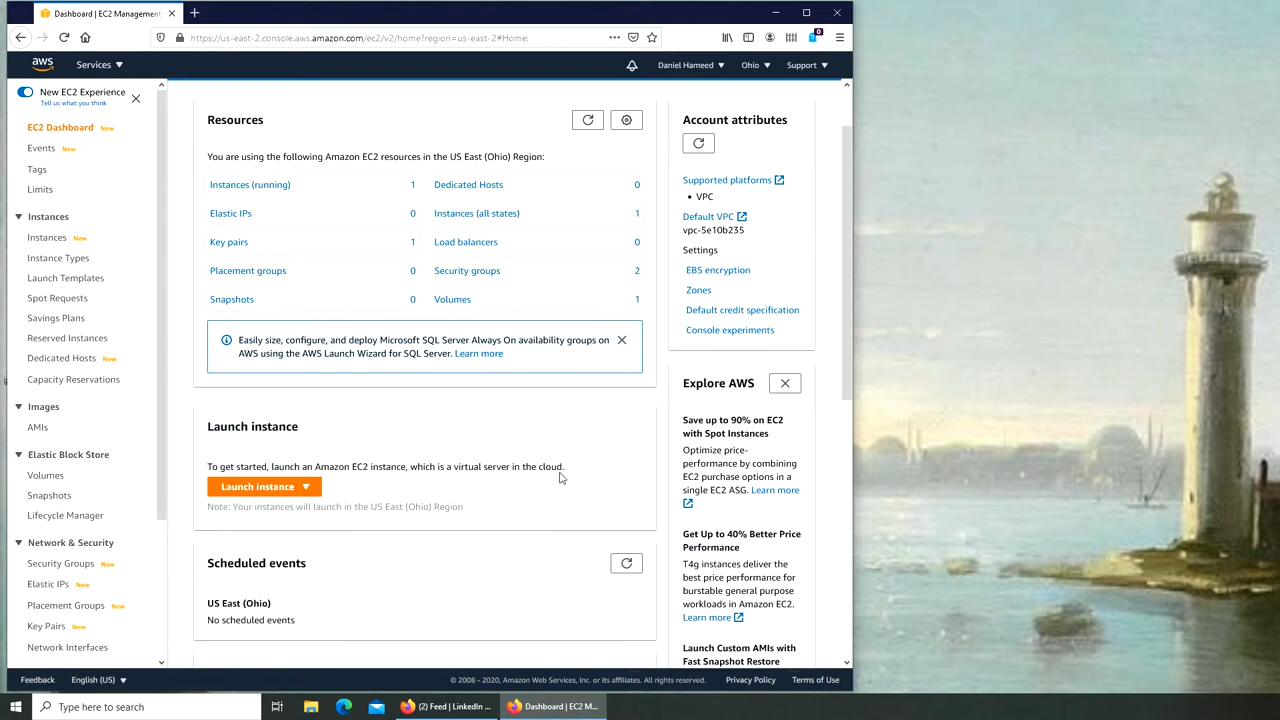 Dashboard | EC2 Management
https://us-east-2.console.aws.amazon.com/ec2/v2/home?region=us-east-2#Home:
0
aws
Services
Daniel Hameed
Ohio
Support
New EC2 Experience
Tell us what you think
EC2 Dashboard New
Events New
Tags
Limits
Instances
Instances New
Instance Types
Launch Templates
Spot Requests
Savings Plans
Reserved Instances
Dedicated Hosts New
Capacity Reservations
Images
AMIs
Elastic Block Store
Volumes
Snapshots
Lifecycle Manager
Network & Security
Security Groups New
Elastic IPs New
Placement Groups New
Key Pairs New
Network Interfaces
Resources
You are using the following Amazon EC2 resources in the US East (Ohio) Region:
Instances (running) 1 Dedicated Hosts 0
Elastic IPs 0 Instances (all states) 1
Key pairs 1 Load balancers 0
Placement groups 0 Security groups 2
Snapshots 0 Volumes 1
Easily size, configure, and deploy Microsoft SQL Server Always On availability groups on
AWS using the AWS Launch Wizard for SQL Server. Learn more
Launch instance
To get started, launch an Amazon EC2 instance, which is a virtual server in the cloud.
Launch instance
Note: Your instances will launch in the US East (Ohio) Region
Scheduled events
US East (Ohio)
No scheduled events
Account attributes
Supported platforms
• VPC
Default VPC
vpc-5e10b235
Settings
EBS encryption
Zones
Default credit specification
Console experiments
Explore AWS
Save up to 90% on EC2
with Spot Instances
Optimize price-
performance by combining
EC2 purchase options in a
single EC2 ASG. Learn more
Get Up to 40% Better Price
Performance
T4g instances deliver the
best price performance for
burstable general purpose
workloads in Amazon EC2.
Learn more
Launch Custom AMIs with
Fast Snapshot Restore
Feedback
English (US)
© 2008 - 2020, Amazon Web Services, Inc. or its affiliates. All rights reserved.
Privacy Policy
Terms of Use
Type here to search
(2) Feed | LinkedIn ...
Dashboard | EC2 M...